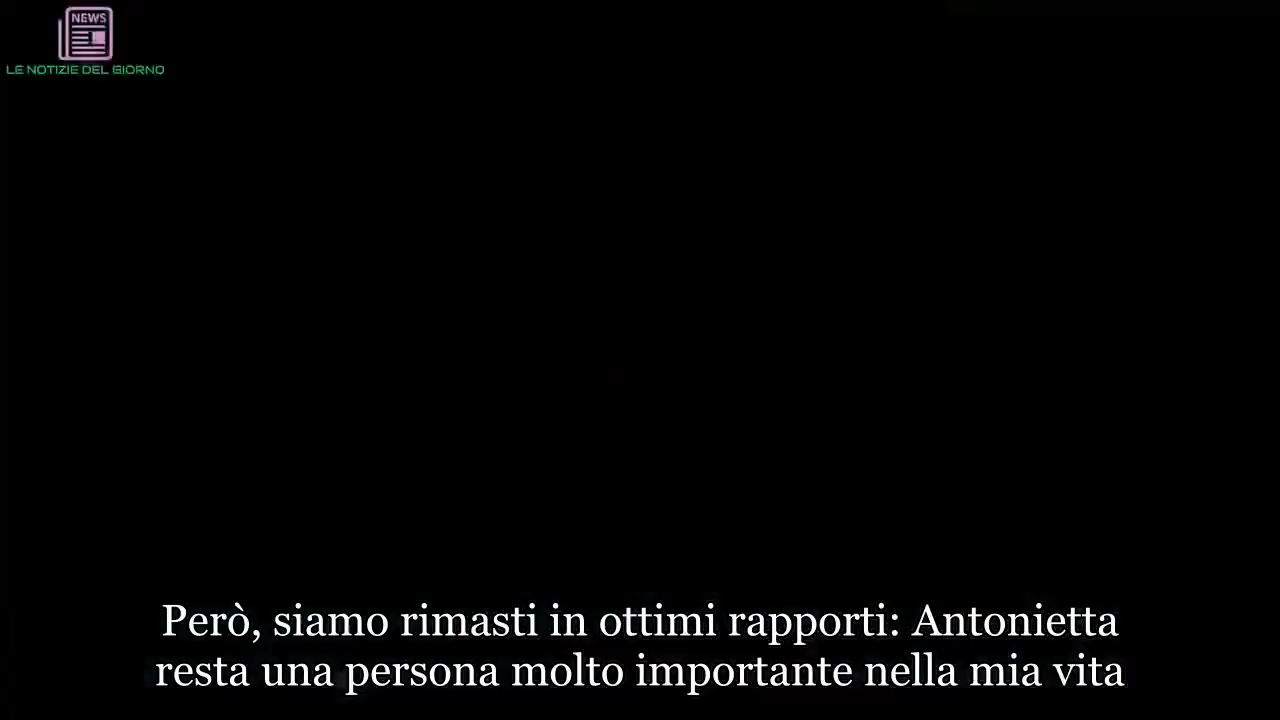 NEWS
LE NOTIZIE DEL GIORNO
Però, siamo rimasti in ottimi rapporti: Antonietta
resta una persona molto importante nella mia vita